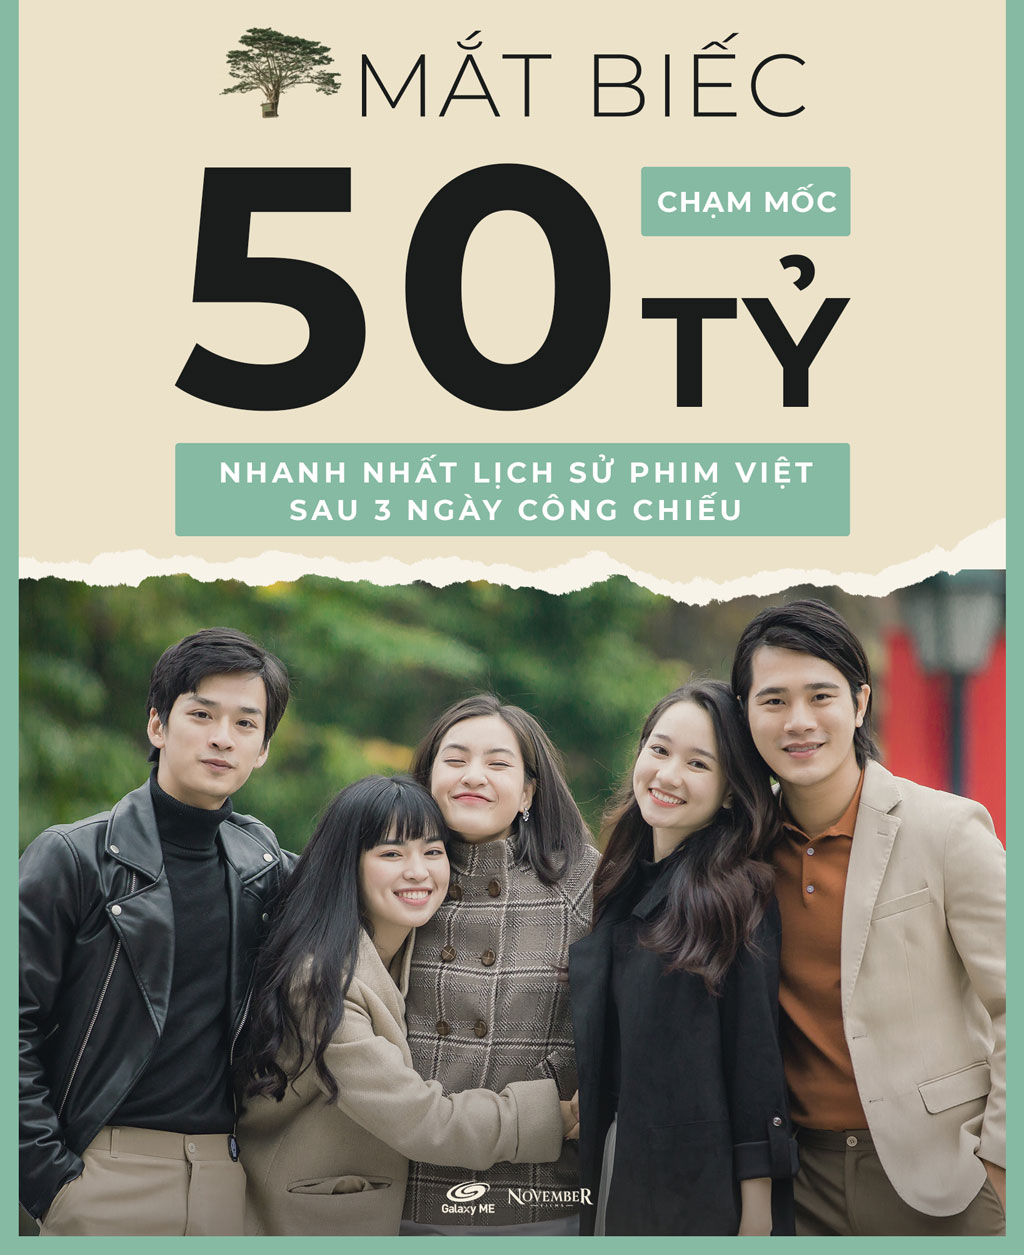 MẮT BIẾC
50
CHẠM MỐC
TỶ
NHANH NHẤT LỊCH SỬ PHIM VIỆT
SAU 3 NGÀY CÔNG CHIẾU
Galaxy ME
NOVEMBER
FILMS